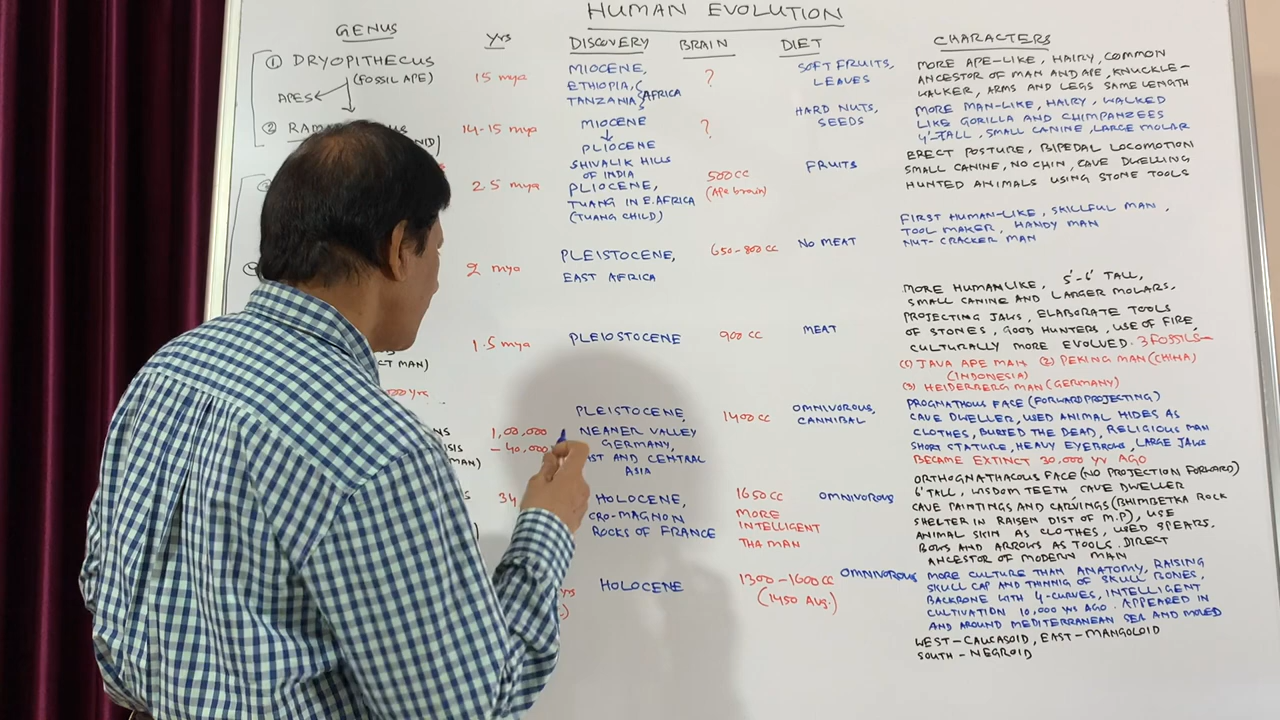 HUMAN EVOLUTION
GENUS
YRS
DISCOVERY
BRAIN
DIET
CHARACTERS
① DRYOPITHECUS
(FOSSIL APE)
APES
15 mya
MIOCENE,
ETHIOPIA,
TANZANIA
AFRICA
?
SOFT FRUITS,
LEAVES
MORE APE-LIKE, HAIRY, COMMON
ANCESTOR OF MAN AND APE, KNUCKLE-
WALKER, ARMS AND LEGS SAME LENGTH
②
14-15 mya
MIOCENE
PLIOCENE
SHIVALIK HILLS
OF INDIA
?
HARD NUTS,
SEEDS
MORE MAN-LIKE, HAIRY, WALKED
LIKE GORILLA AND CHIMPANZEES
4'-TALL, SMALL CANINE, LARGE MOLAR
2.5 mya
PLIOCENE,
TUANG IN E.AFRICA
(TUANG CHILD)
500CC
(Ape brain)
FRUITS
ERECT POSTURE, BIPEDAL LOCOMOTION
SMALL CANINE, NO CHIN, CAVE DWELLING
HUNTED ANIMALS USING STONE TOOLS
2 mya
PLEISTOCENE,
EAST AFRICA
650-800 CC
NO MEAT
FIRST HUMAN-LIKE, SKILLFUL MAN,
TOOL MAKER, HANDY MAN
NUT-CRACKER MAN
MAN)
1.5 mya
PLEIOSTOCENE
900 CC
MEAT
MORE HUMANLIKE, 5'-6' TALL,
SMALL CANINE AND LARGER MOLARS,
PROJECTING JAWS, ELABORATE TOOLS
OF STONES, GOOD HUNTERS, USE OF FIRE,
CULTURALLY MORE EVOLVED. 3 FOSSILS-
(1) JAVA APE MAN (2) PEKING MAN (CHINA)
(INDONESIA)
(3) HEIDERBERG MAN (GERMANY)
MAN)
1,00,000
- 40,000
PLEISTOCENE,
NEANER VALLEY
GERMANY,
AND CENTRAL
ASIA
1400 CC
OMNIVOROUS,
CANNIBAL
PROGNATHOUS FACE (FORWARD PROJECTING)
CAVE DWELLER, USED ANIMAL HIDES AS
CLOTHES, BURIED THE DEAD, RELIGIOUS MAN
SHORT STATURE, HEAVY EYEBROWS, LARGE JAWS
BECAME EXTINCT 30,000 YR AGO
34
HOLOCENE,
CRO-MAGNON
ROCKS OF FRANCE
1650 CC
MORE
INTELLIGENT
THA MAN
OMNIVOROUS
ORTHOGNATHACOUS FACE (NO PROJECTION FORWARD)
6' TALL, WISDOM TEETH, CAVE DWELLER
CAVE PAINTINGS AND CARVINGS (BHIMBETKA ROCK
SHELTER IN RAISEN DIST OF M.P), USE
ANIMAL SKIN AS CLOTHES, USED SPEARS,
BOWS AND ARROWS AS TOOLS. DIRECT
ANCESTOR OF MODERN MAN
HOLOCENE
1300-1600 CC
(1450 AVG.)
OMNIVOROUS
MORE CULTURE THAN ANATOMY, RAISING
SKULL CAP AND THINNIG OF SKULL BONES,
BACKBONE WITH 4-CURVES, INTELLIGENT
CULTIVATION 10,000 YRS AGO. APPEARED IN
AND AROUND MEDITERRANEAN SEA AND MOVED
WEST-CAUCASOID, EAST-MANGOLOID
SOUTH-NEGROID